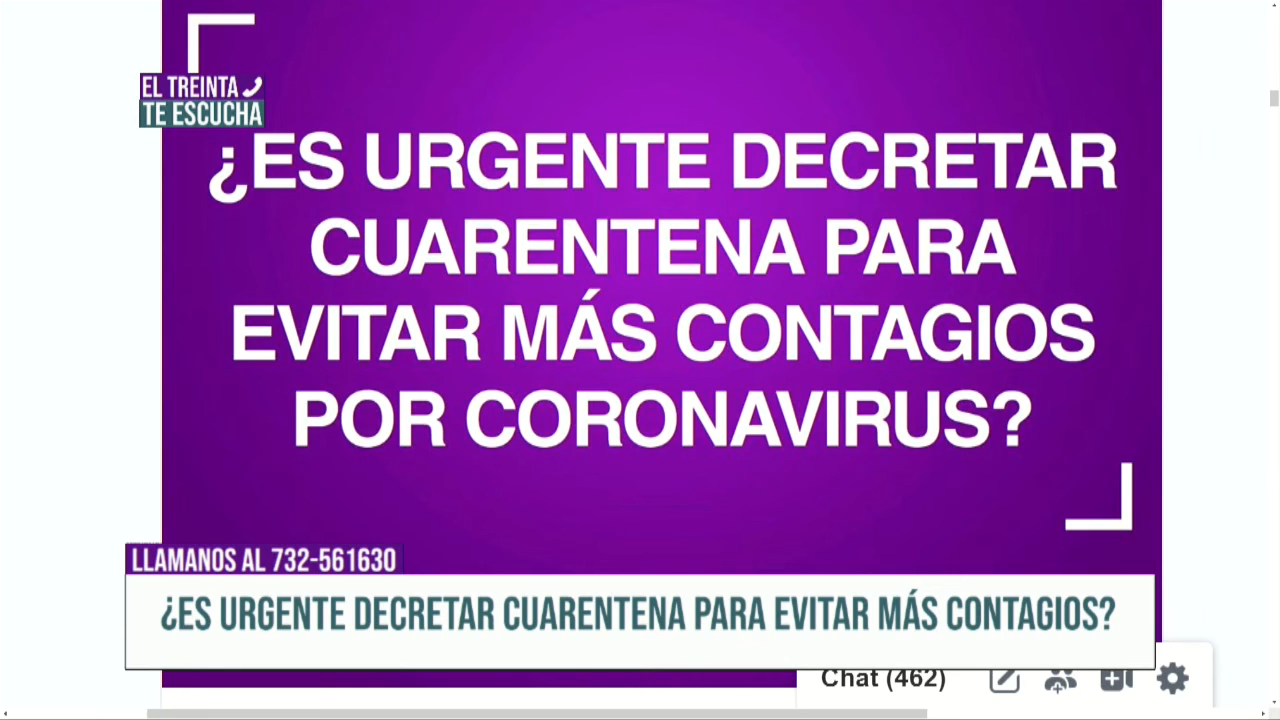 EL TREINTA
TE ESCUCHA
¿ES URGENTE DECRETAR
CUARENTENA PARA
EVITAR MÁS CONTAGIOS
POR CORONAVIRUS?
LLAMANOS AL 732-561630
¿ES URGENTE DECRETAR CUARENTENA PARA EVITAR MÁS CONTAGIOS?
Chat (462)